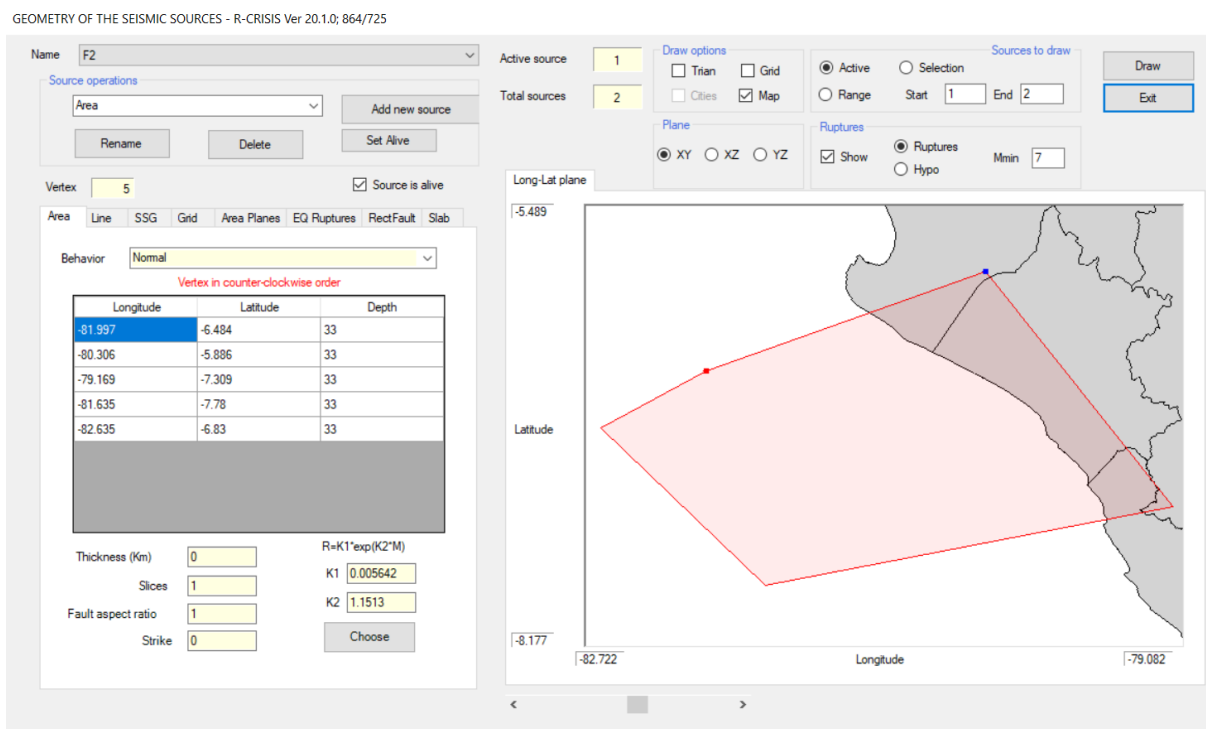 GEOMETRY OF THE SEISMIC SOURCES - R-CRISIS Ver 20.1.0; 864/725
Name F2
Source operations
Area
Add new source
Rename
Delete
Set Alive
Vertex 5
Source is alive
Area Line SSG Grid Area Planes EQ Ruptures RectFault Slab
Behavior Normal
Vertex in counter-clockwise order
Longitude Latitude Depth
-81.997 -6.484 33
-80.306 -5.886 33
-79.169 -7.309 33
-81.635 -7.78 33
-82.635 -6.83 33
Thickness (Km) 0
Slices 1
Fault aspect ratio 1
Strike 0
R=K1*exp(K2*M)
K1 0.005642
K2 1.1513
Choose
Active source 1
Total sources 2
Draw options
Trian Grid
Cities Map
Sources to draw
Active Selection
Range Start 1 End 2
Draw
Exit
Plane
XY XZ YZ
Ruptures
Show
Ruptures
Hypo
Mmin 7
Long-Lat plane
-5.489
Latitude
-8.177
-82.722 Longitude -79.082